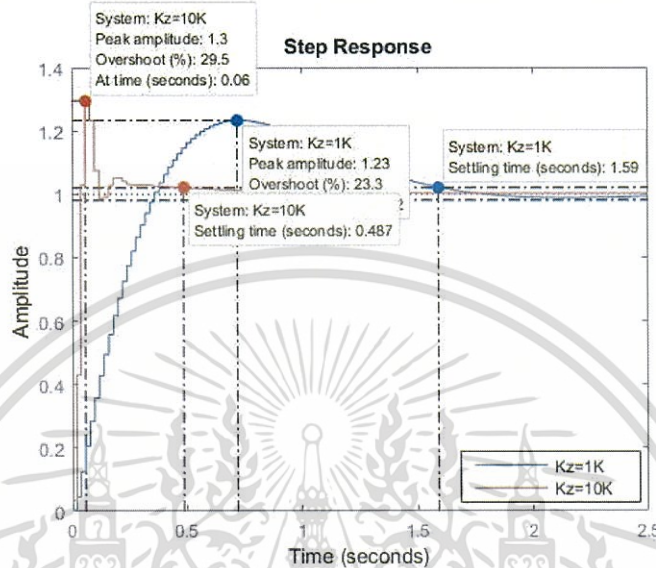 System: Kz=10K
Peak amplitude: 1.3
Overshoot (%): 29.5
At time (seconds): 0.06
Step Response
System: Kz=1K
Peak amplitude: 1.23
Overshoot (%): 23.3
System: Kz=1K
Settling time (seconds): 1.59
System: Kz=10K
Settling time (seconds): 0.487
1.4
1.2
1
0.8
0.6
0.4
0.2
0
Amplitude
0
0.5
1
1.5
2
2.5
Time (seconds)
Kz=1K
Kz=10K